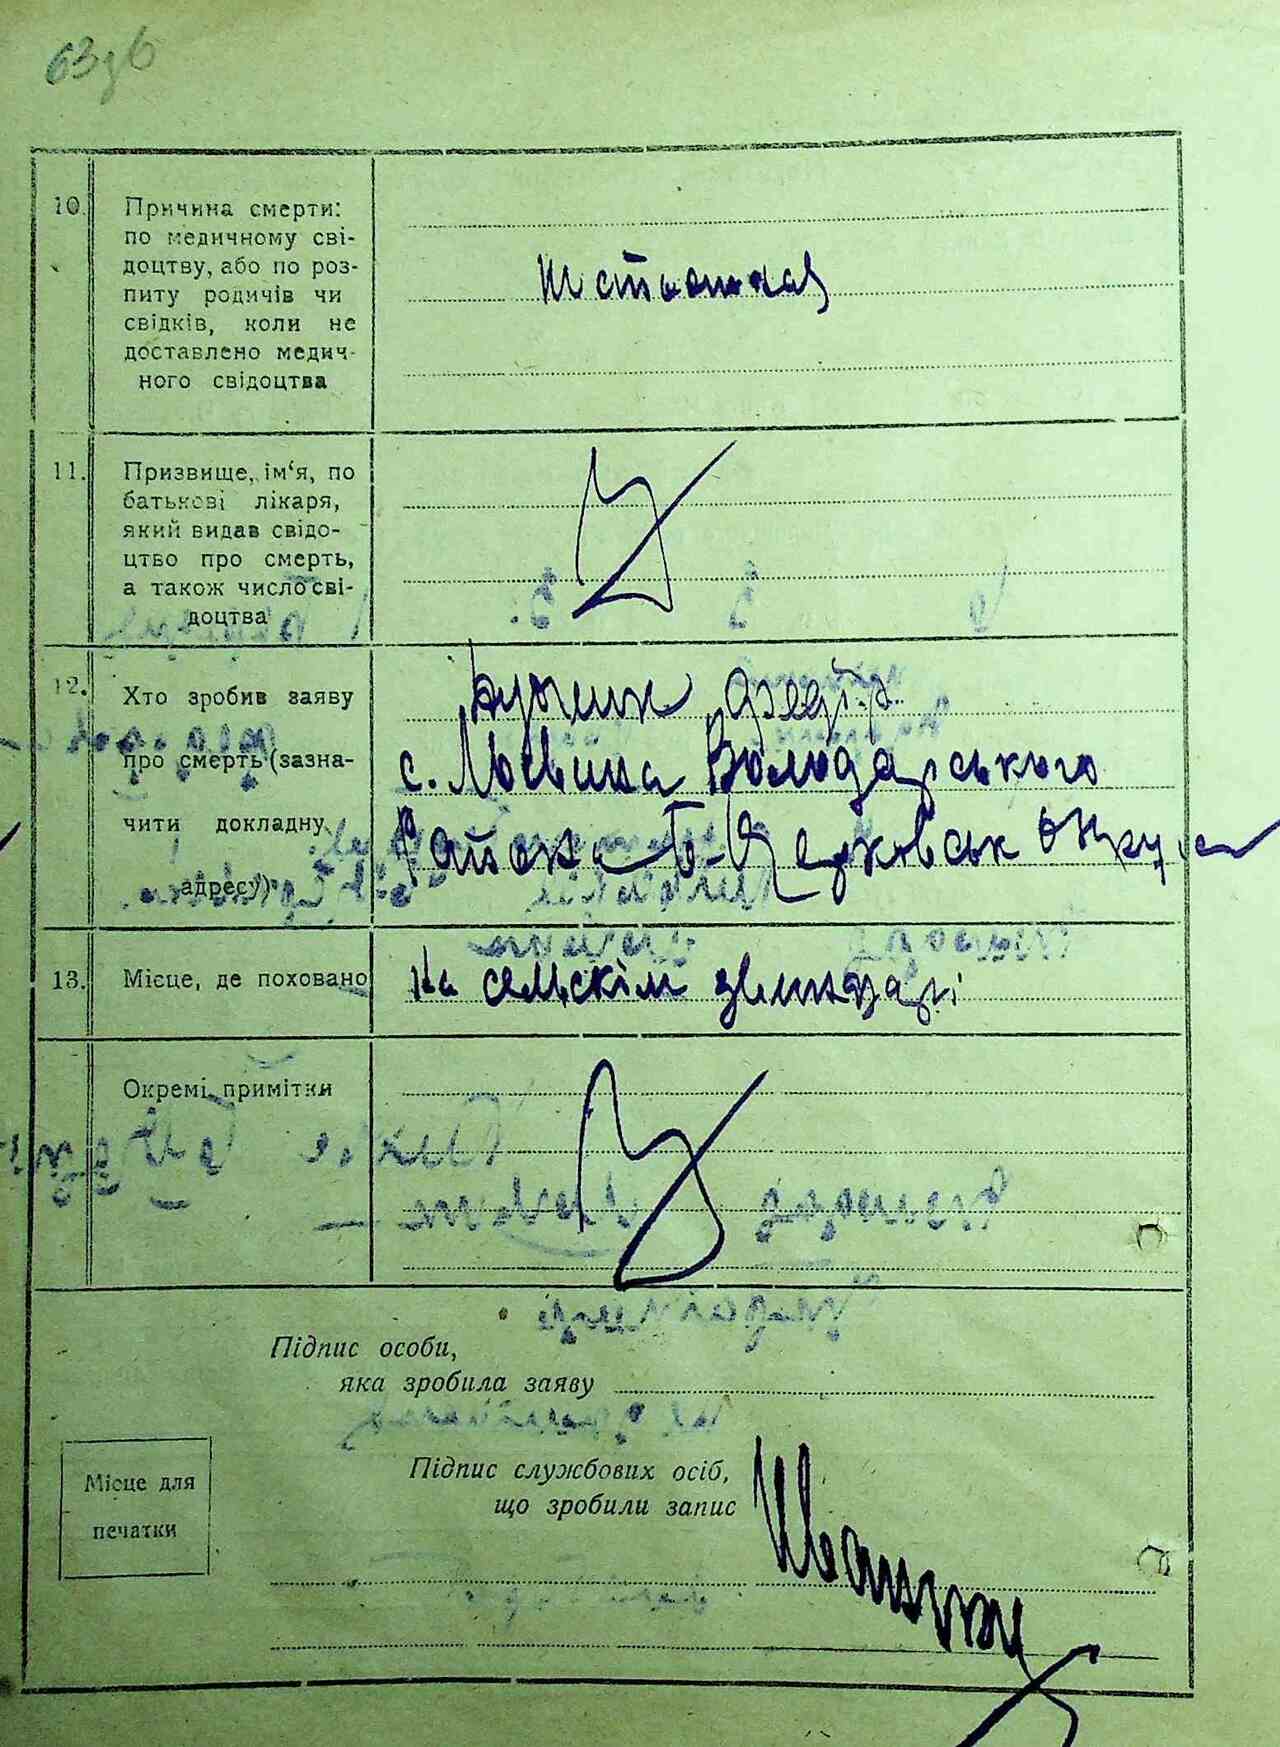 10. Причина смерти:
по медичному сві-
доцтву, або по роз-
питу родичів чи
свідків, коли не
доставлено медич-
ного свідоцтва
11. Призвище, ім‘я, по
батькові лікаря,
який видав свідо-
цтво про смерть,
а також число сві-
доцтва
12. Хто зробив заяву
про смерть (зазна-
чити докладну
адресу)
Федір
с. Володарського
Района Б-Церковськ
13. Місце, де поховано
на сельскім
Окремі примітки
Підпис особи,
яка зробила заяву
Підпис службових осіб,
що зробили запис
Місце для
печатки